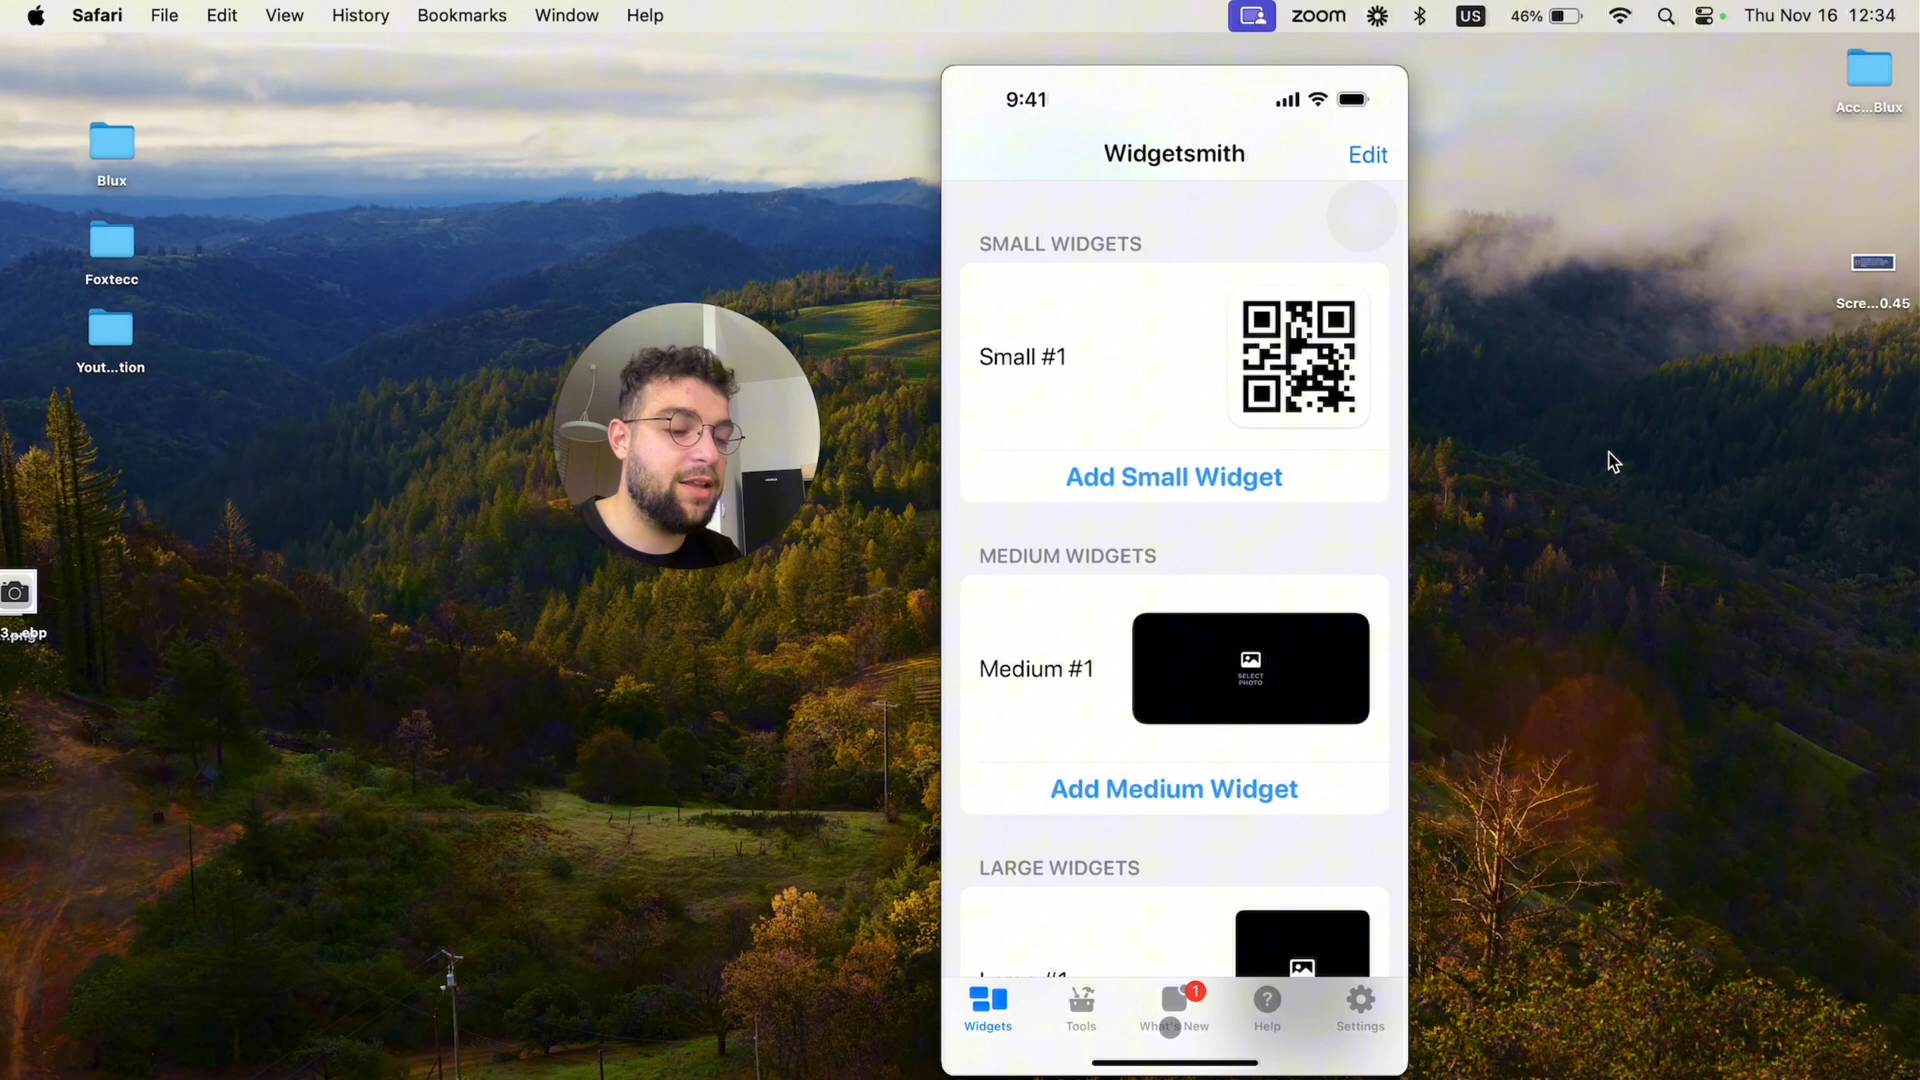 Safari File Edit View History Bookmarks Window Help
zoom US 46% Thu Nov 16 12:34
Blux
Foxtecc
Yout...tion
Acc...Blux
Scre...0.45
9:41
Widgetsmith
Edit
SMALL WIDGETS
Small #1
Add Small Widget
MEDIUM WIDGETS
Medium #1
SELECT
PHOTO
Add Medium Widget
LARGE WIDGETS
Large #1
1
Widgets Tools What's New Help Settings